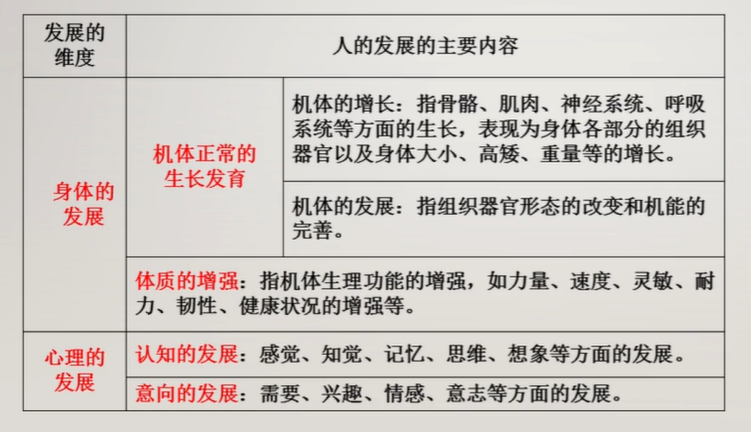 发展的
维度
人的发展的主要内容
身体的
发展
机体正常的
生长发育
机体的增长：指骨骼、肌肉、神经系统、呼吸
系统等方面的生长，表现为身体各部分的组织
器官以及身体大小、高矮、重量等的增长。
机体的发展：指组织器官形态的改变和机能的
完善。
体质的增强：指机体生理功能的增强，如力量、速度、灵敏、耐
力、韧性、健康状况的增强等。
心理的
发展
认知的发展：感觉、知觉、记忆、思维、想象等方面的发展。
意向的发展：需要、兴趣、情感、意志等方面的发展。